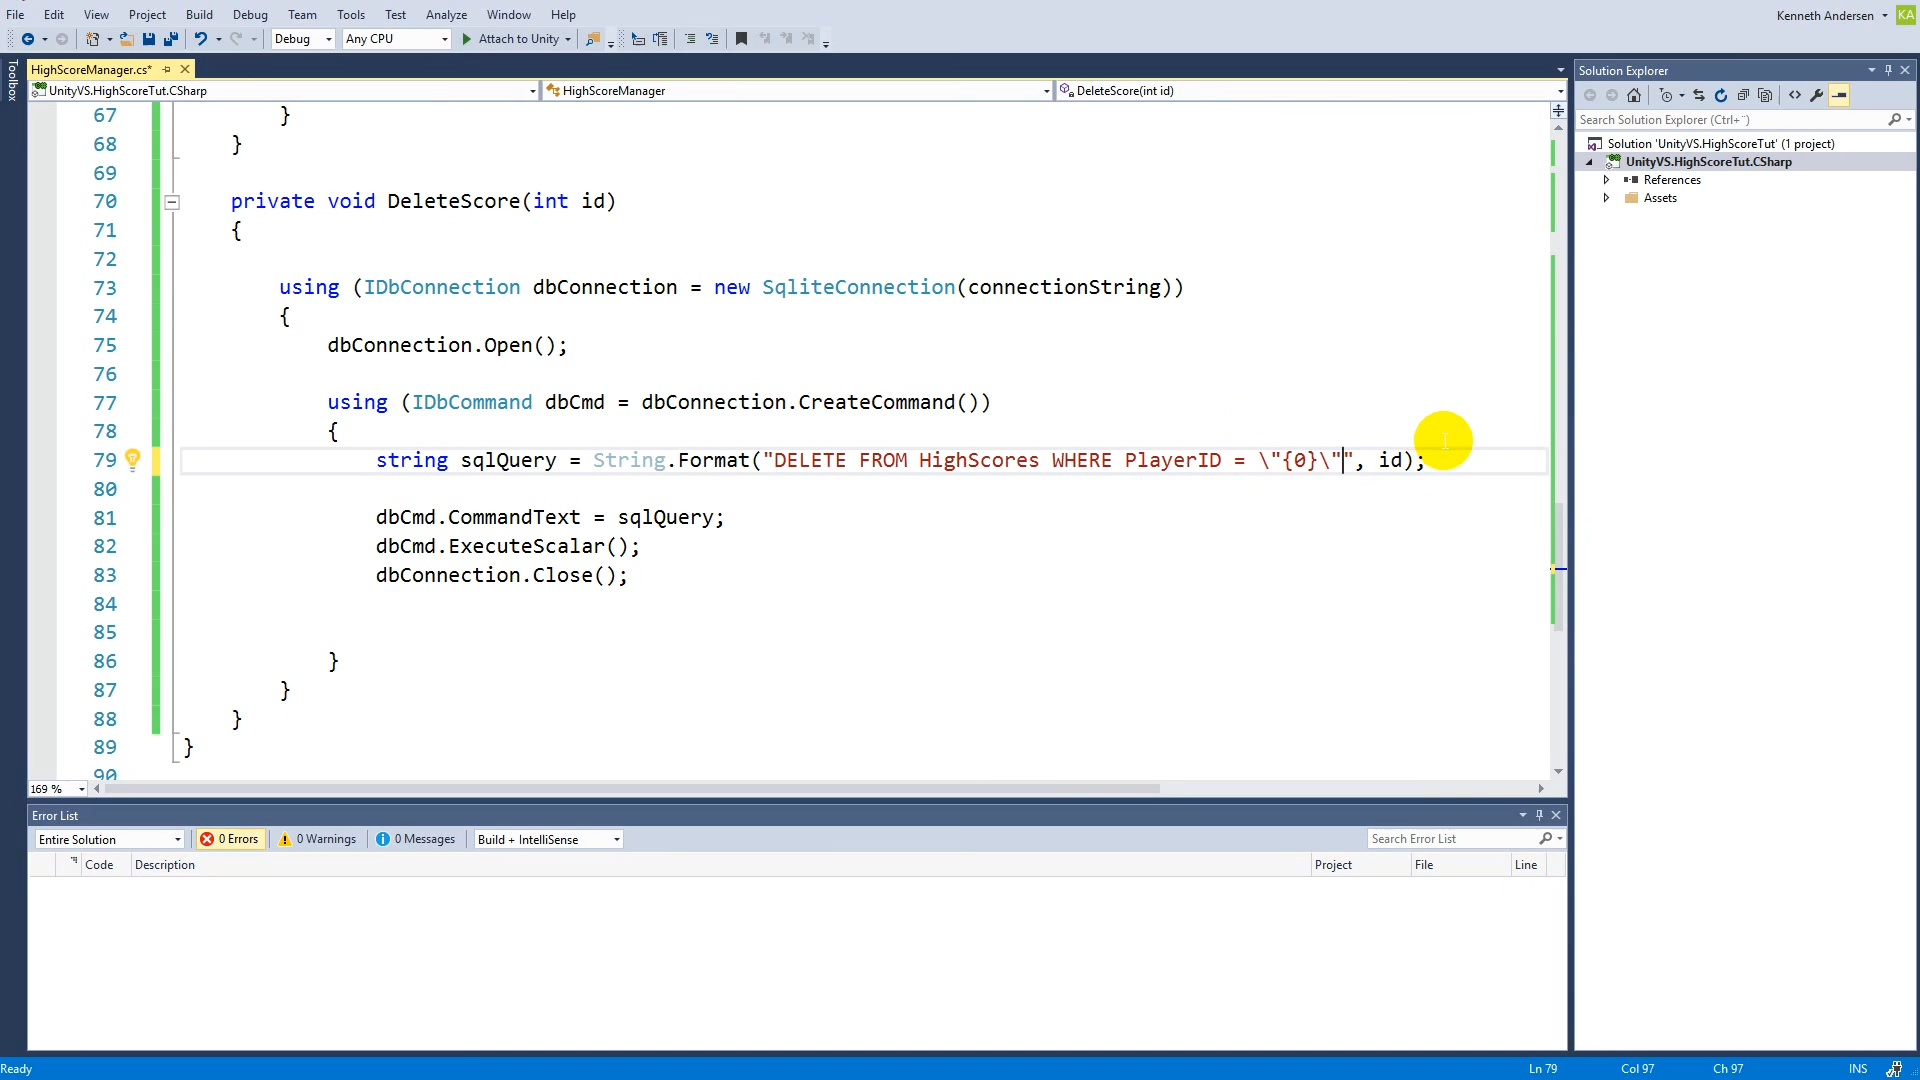 File Edit View Project Build Debug Team Tools Test Analyze Window Help
Kenneth Andersen KA
Debug Any CPU Attach to Unity
Toolbox
HighScoreManager.cs*
UnityVS.HighScoreTut.CSharp HighScoreManager DeleteScore(int id)
67 }
68 }
69
70 private void DeleteScore(int id)
71 {
72
73 using (IDbConnection dbConnection = new SqliteConnection(connectionString))
74 {
75 dbConnection.Open();
76
77 using (IDbCommand dbCmd = dbConnection.CreateCommand())
78 {
79 string sqlQuery = String.Format("DELETE FROM HighScores WHERE PlayerID = \"{0}\"", id);
80
81 dbCmd.CommandText = sqlQuery;
82 dbCmd.ExecuteScalar();
83 dbConnection.Close();
84
85
86 }
87 }
88 }
89 }
90
169 %
Solution Explorer
Search Solution Explorer (Ctrl+¨)
Solution 'UnityVS.HighScoreTut' (1 project)
UnityVS.HighScoreTut.CSharp
References
Assets
Error List
Entire Solution 0 Errors 0 Warnings 0 Messages Build + IntelliSense Search Error List
Code Description Project File Line
Ready Ln 79 Col 97 Ch 97 INS